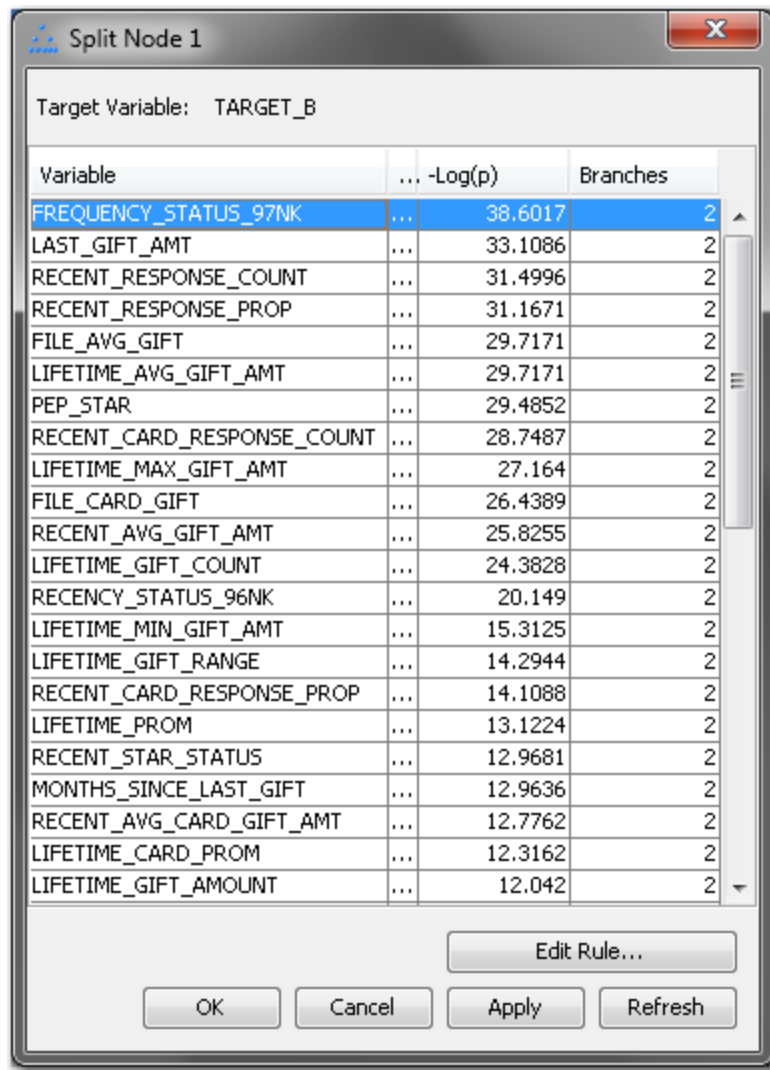 Split Node 1
Target Variable: TARGET_B
Variable ... -Log(p) Branches
FREQUENCY_STATUS_97NK ... 38.6017 2
LAST_GIFT_AMT ... 33.1086 2
RECENT_RESPONSE_COUNT ... 31.4996 2
RECENT_RESPONSE_PROP ... 31.1671 2
FILE_AVG_GIFT ... 29.7171 2
LIFETIME_AVG_GIFT_AMT ... 29.7171 2
PEP_STAR ... 29.4852 2
RECENT_CARD_RESPONSE_COUNT ... 28.7487 2
LIFETIME_MAX_GIFT_AMT ... 27.164 2
FILE_CARD_GIFT ... 26.4389 2
RECENT_AVG_GIFT_AMT ... 25.8255 2
LIFETIME_GIFT_COUNT ... 24.3828 2
RECENCY_STATUS_96NK ... 20.149 2
LIFETIME_MIN_GIFT_AMT ... 15.3125 2
LIFETIME_GIFT_RANGE ... 14.2944 2
RECENT_CARD_RESPONSE_PROP ... 14.1088 2
LIFETIME_PROM ... 13.1224 2
RECENT_STAR_STATUS ... 12.9681 2
MONTHS_SINCE_LAST_GIFT ... 12.9636 2
RECENT_AVG_CARD_GIFT_AMT ... 12.7762 2
LIFETIME_CARD_PROM ... 12.3162 2
LIFETIME_GIFT_AMOUNT ... 12.042 2
Edit Rule...
OK Cancel Apply Refresh